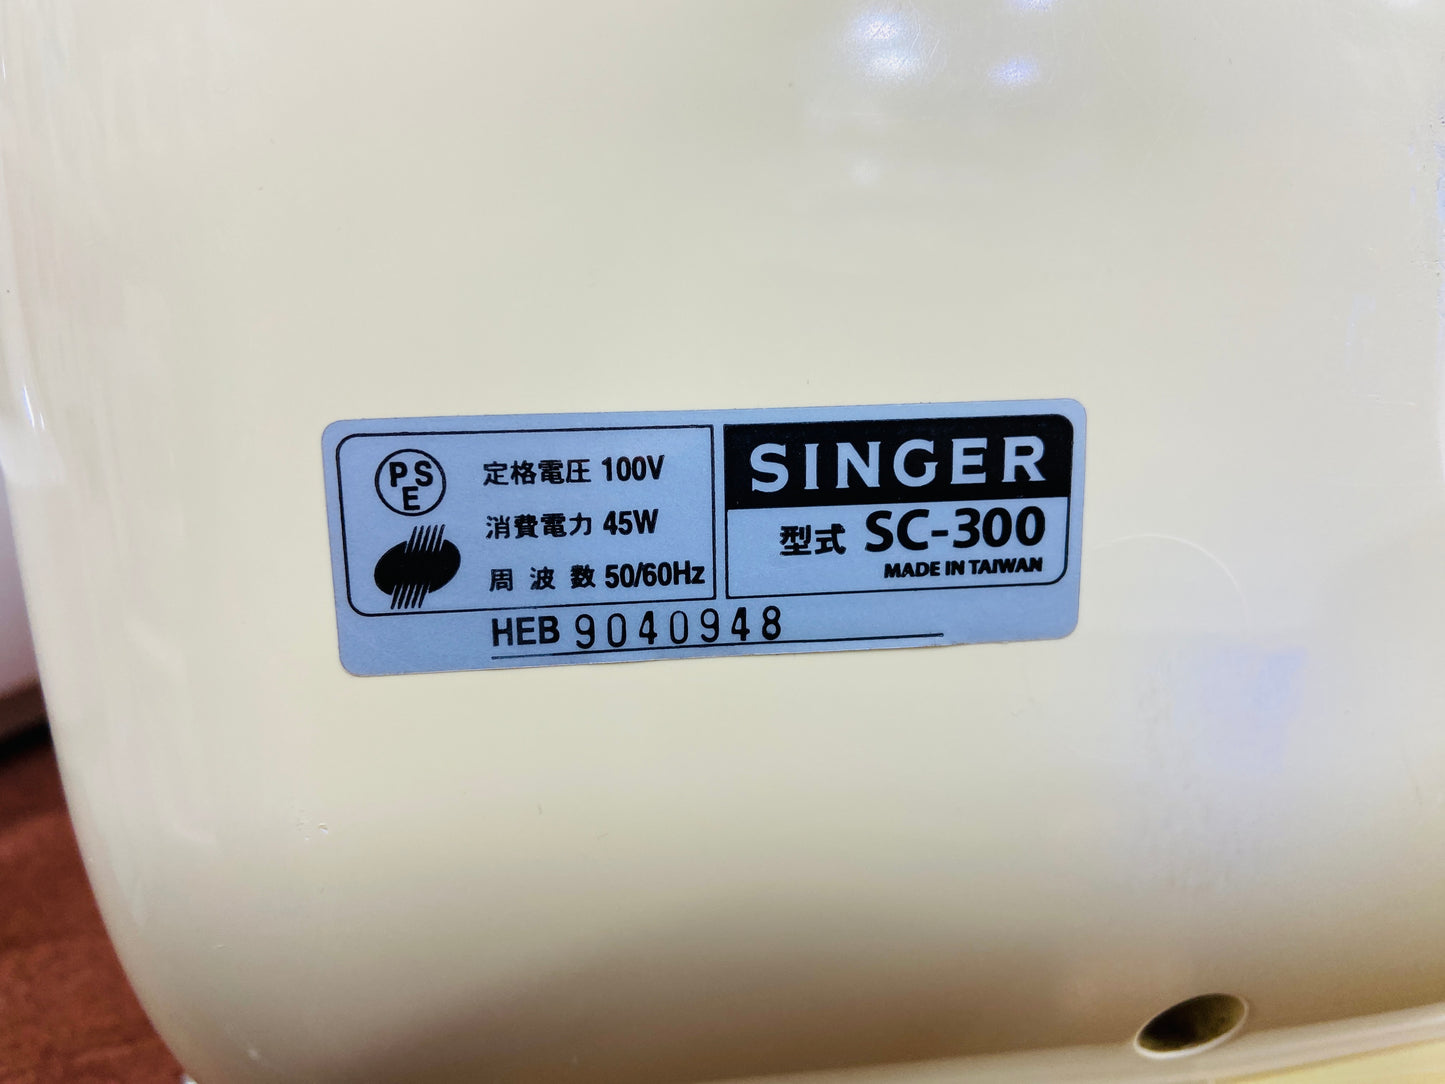 PSE
定格電圧 100V
消費電力 45W
周波数 50/60Hz
HEB 9040948
SINGER
型式 SC-300
MADE IN TAIWAN